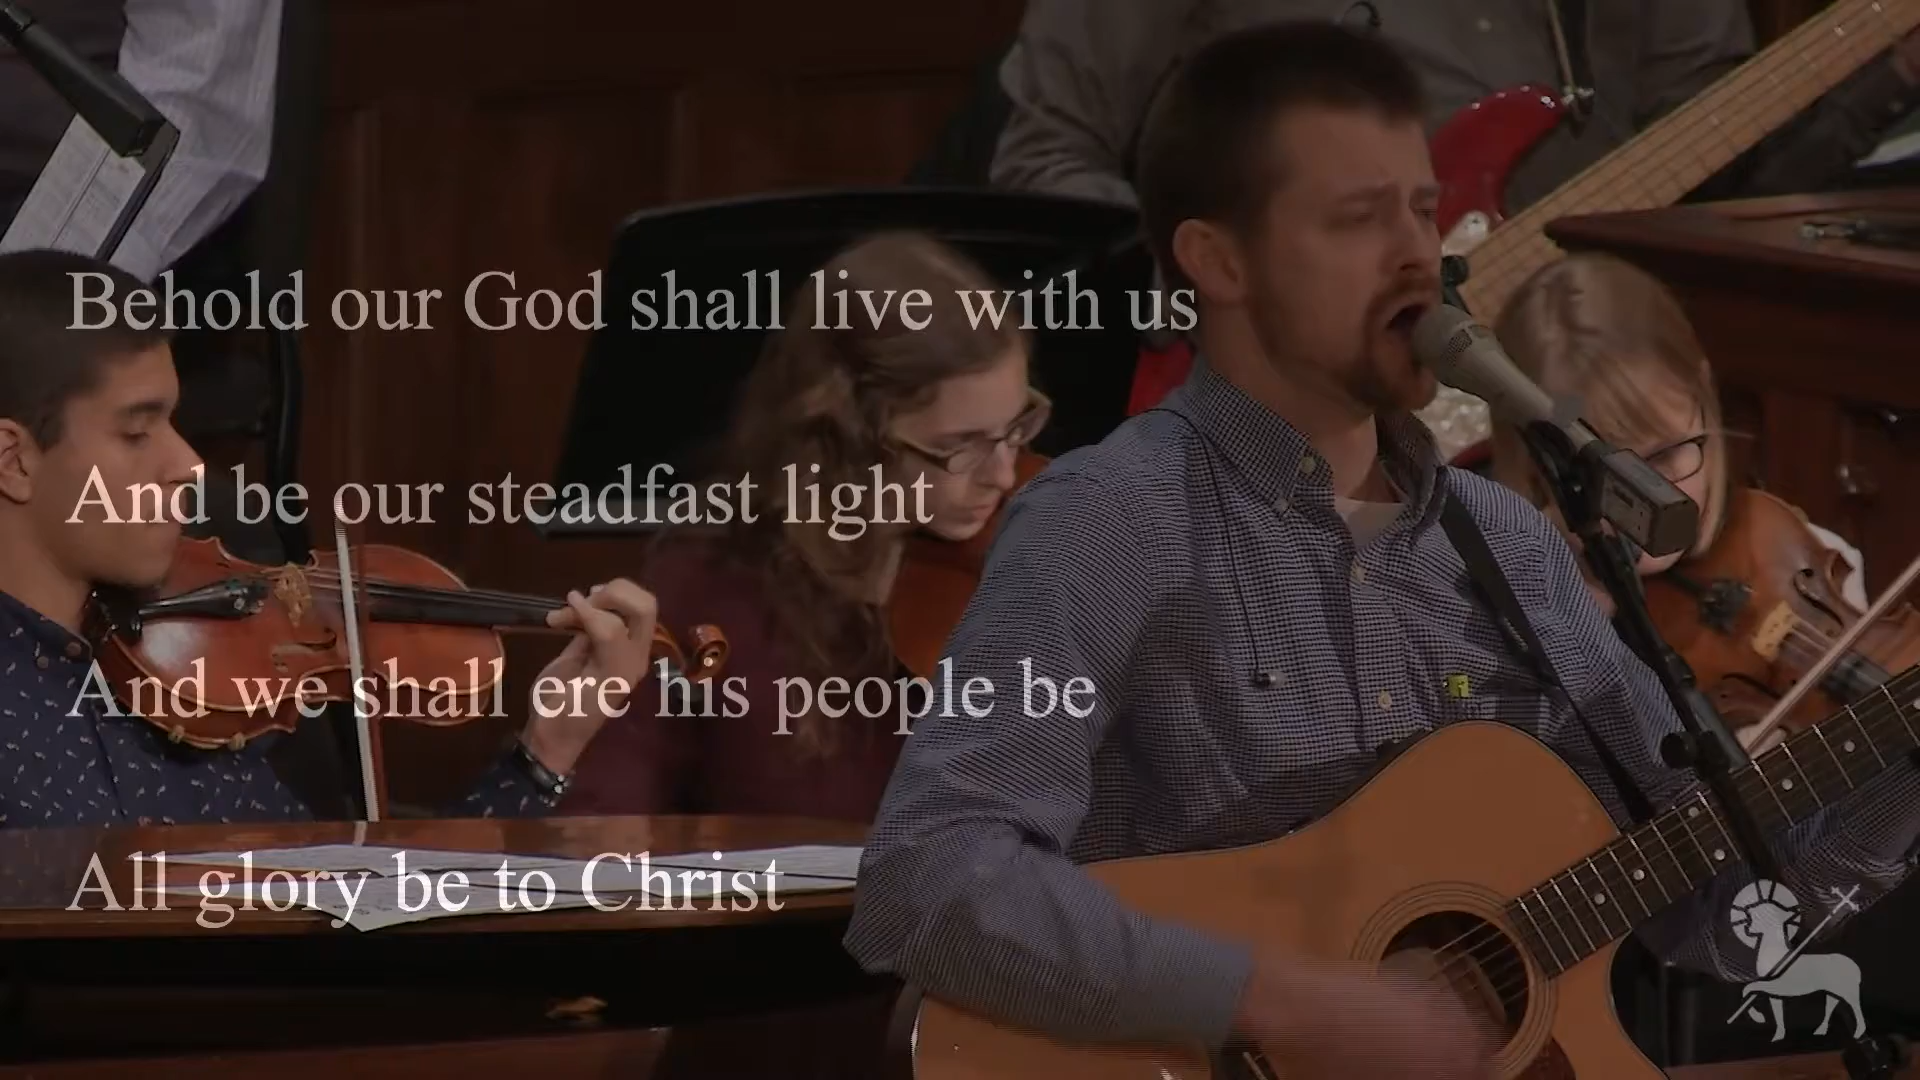 Behold our God shall live with us
And be our steadfast light
And we shall ere his people be
All glory be to Christ